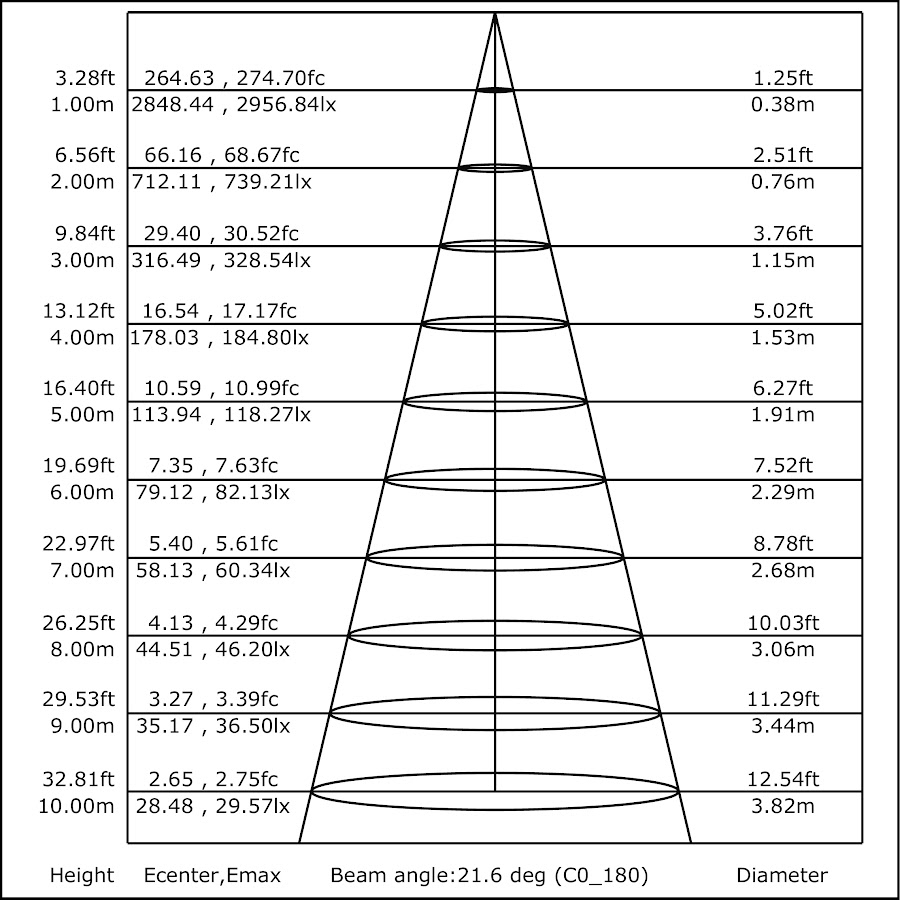 3.28ft 264.63 , 274.70fc 1.25ft
1.00m 2848.44 , 2956.84lx 0.38m
6.56ft 66.16 , 68.67fc 2.51ft
2.00m 712.11 , 739.21lx 0.76m
9.84ft 29.40 , 30.52fc 3.76ft
3.00m 316.49 , 328.54lx 1.15m
13.12ft 16.54 , 17.17fc 5.02ft
4.00m 178.03 , 184.80lx 1.53m
16.40ft 10.59 , 10.99fc 6.27ft
5.00m 113.94 , 118.27lx 1.91m
19.69ft 7.35 , 7.63fc 7.52ft
6.00m 79.12 , 82.13lx 2.29m
22.97ft 5.40 , 5.61fc 8.78ft
7.00m 58.13 , 60.34lx 2.68m
26.25ft 4.13 , 4.29fc 10.03ft
8.00m 44.51 , 46.20lx 3.06m
29.53ft 3.27 , 3.39fc 11.29ft
9.00m 35.17 , 36.50lx 3.44m
32.81ft 2.65 , 2.75fc 12.54ft
10.00m 28.48 , 29.57lx 3.82m
Height Ecenter,Emax Beam angle:21.6 deg (C0_180) Diameter